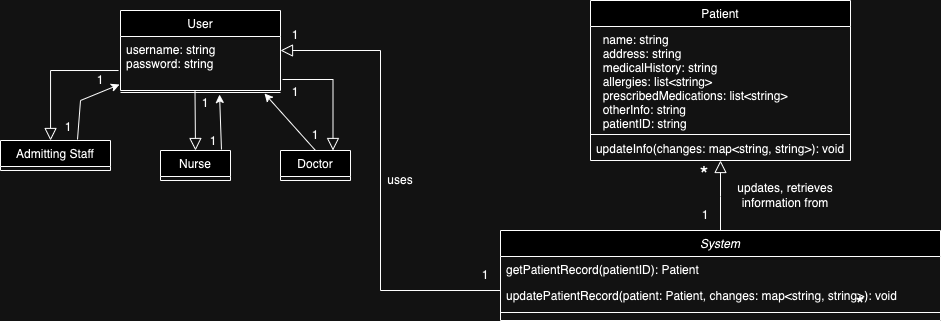 User
username: string
password: string
1
1
1
1
1
1
1
Admitting Staff
Nurse
Doctor
uses
1
Patient
name: string
address: string
medicalHistory: string
allergies: list<string>
prescribedMedications: list<string>
otherInfo: string
patientID: string
updateInfo(changes: map<string, string>): void
*
updates, retrieves
information from
1
System
getPatientRecord(patientID): Patient
updatePatientRecord(patient: Patient, changes: map<string, string>): void
*